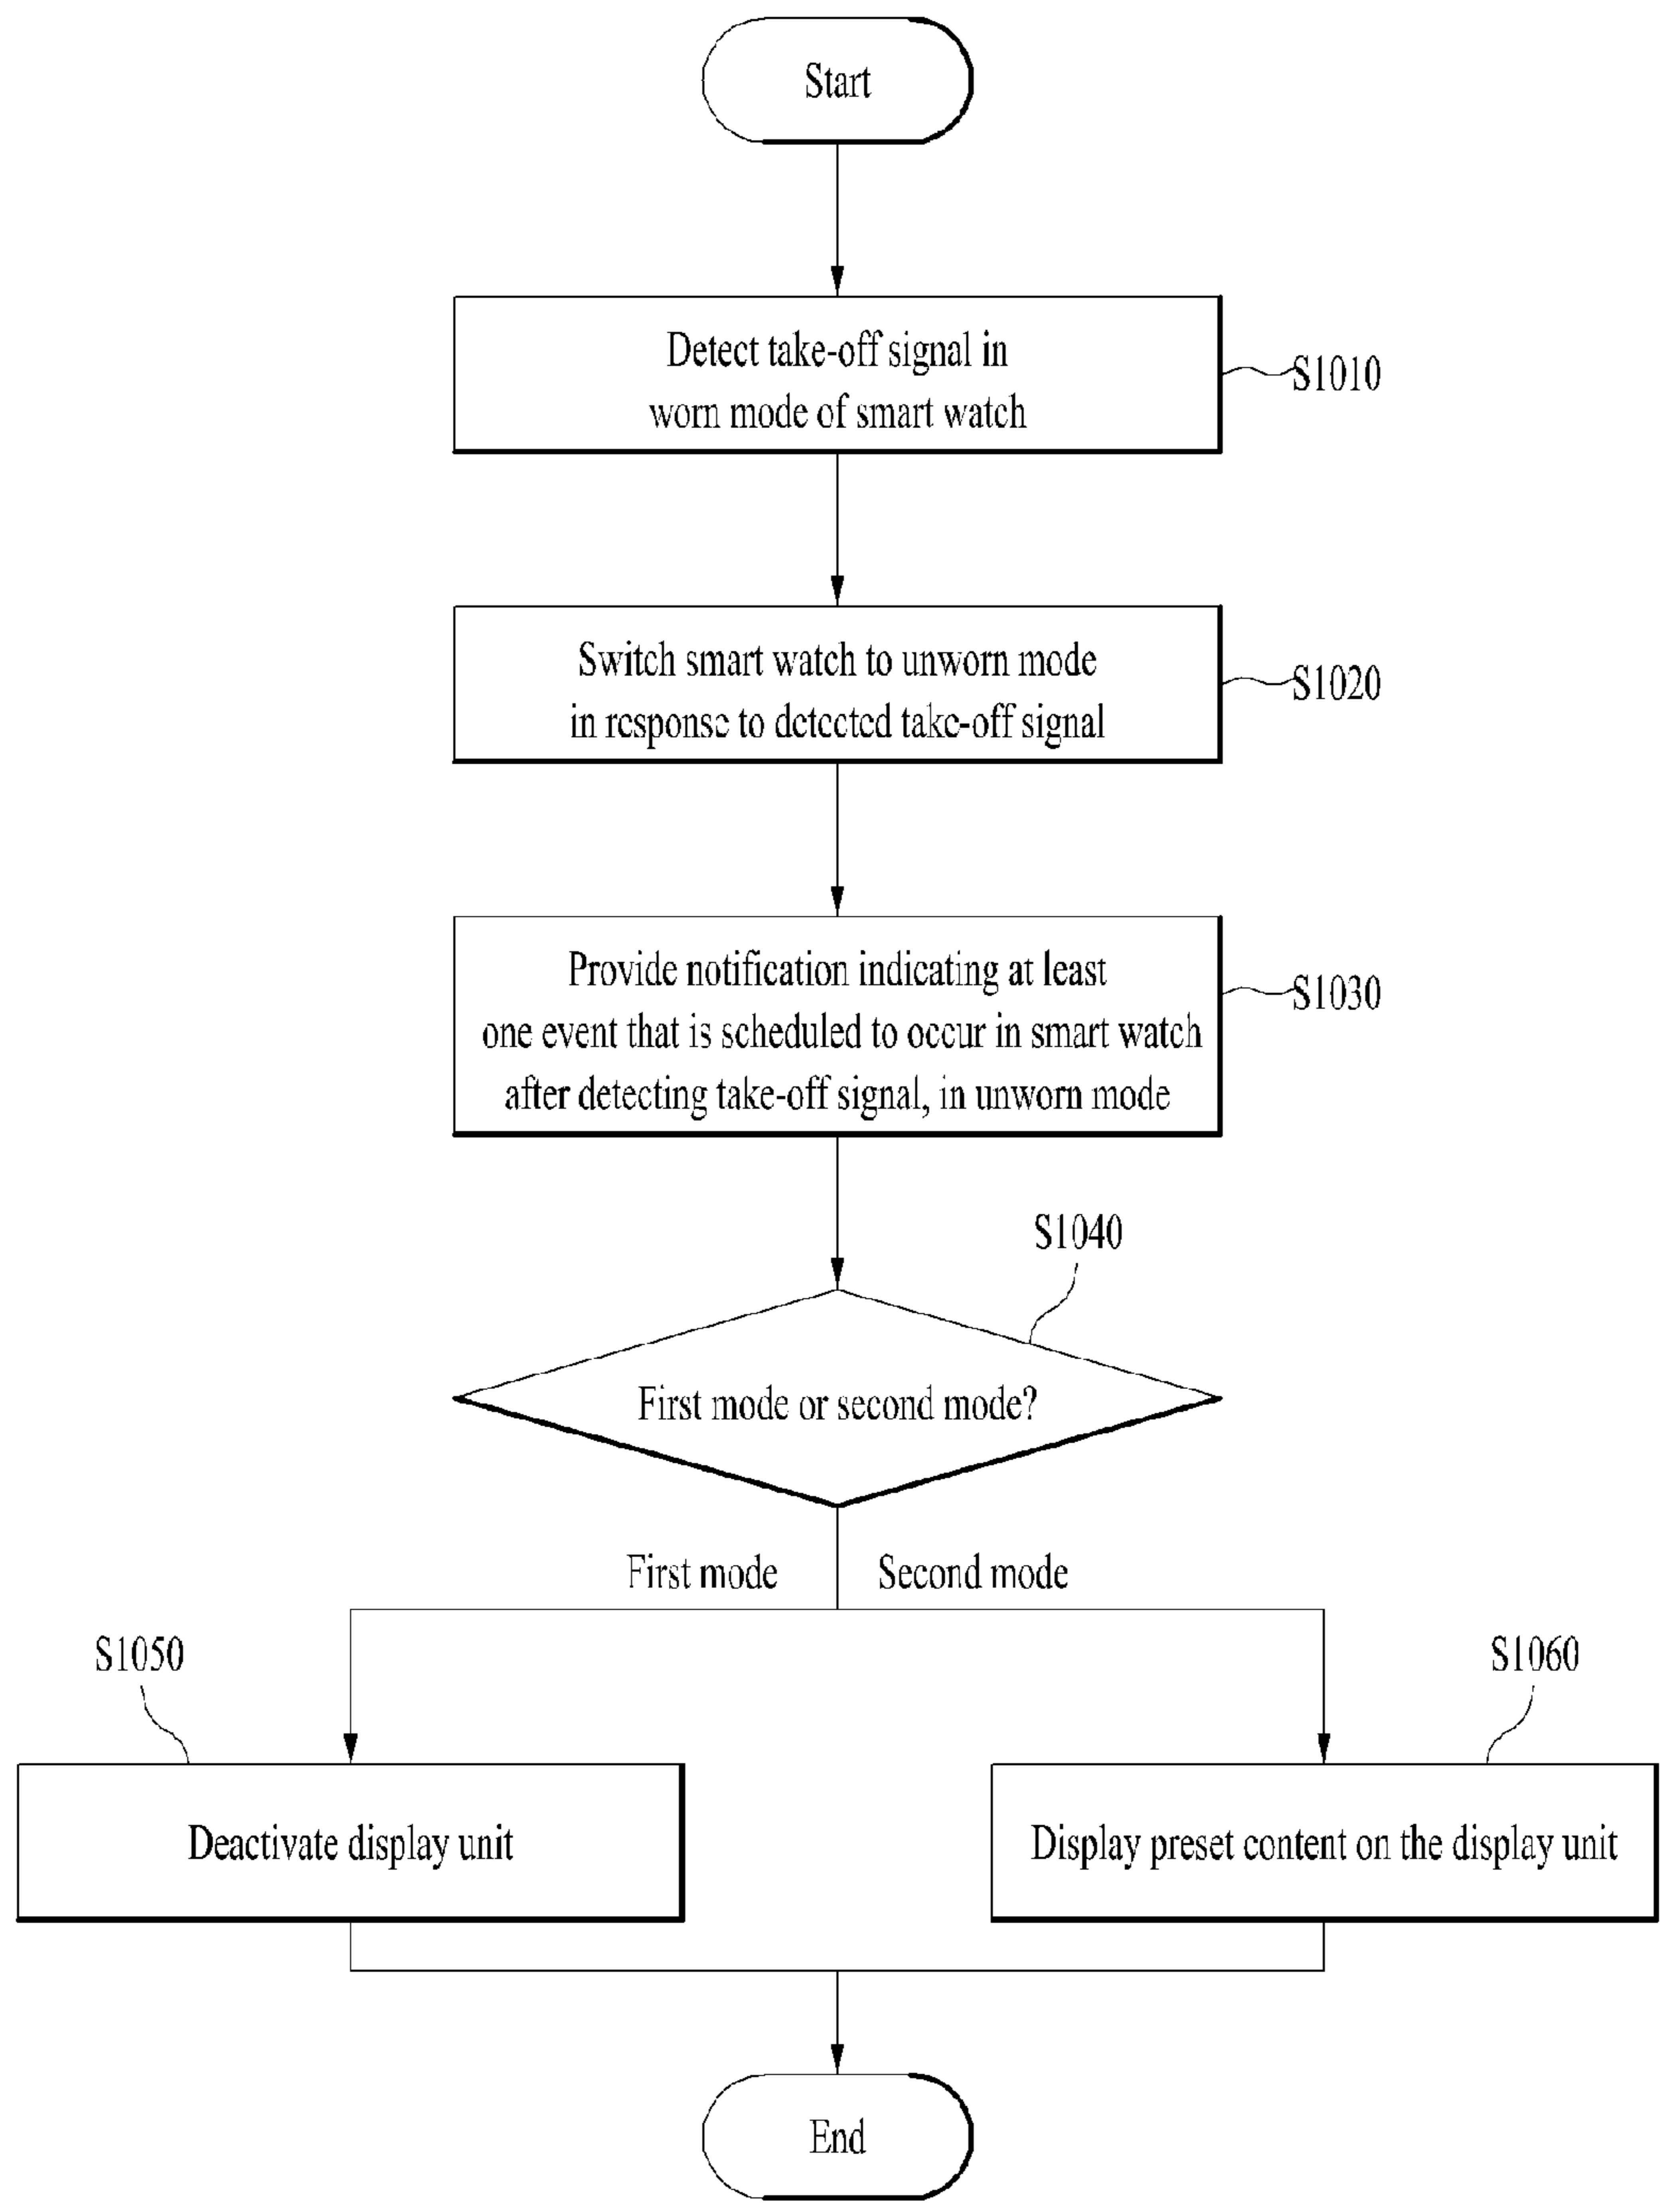 Start
Detect take-off signal in
worn mode of smart watch
S1010
Switch smart watch to unworn mode
in response to detected take-off signal
S1020
Provide notification indicating at least
one event that is scheduled to occur in smart watch
after detecting take-off signal, in unworn mode
S1030
S1040
First mode or second mode?
First mode
Second mode
S1050
S1060
Deactivate display unit
Display preset content on the display unit
End